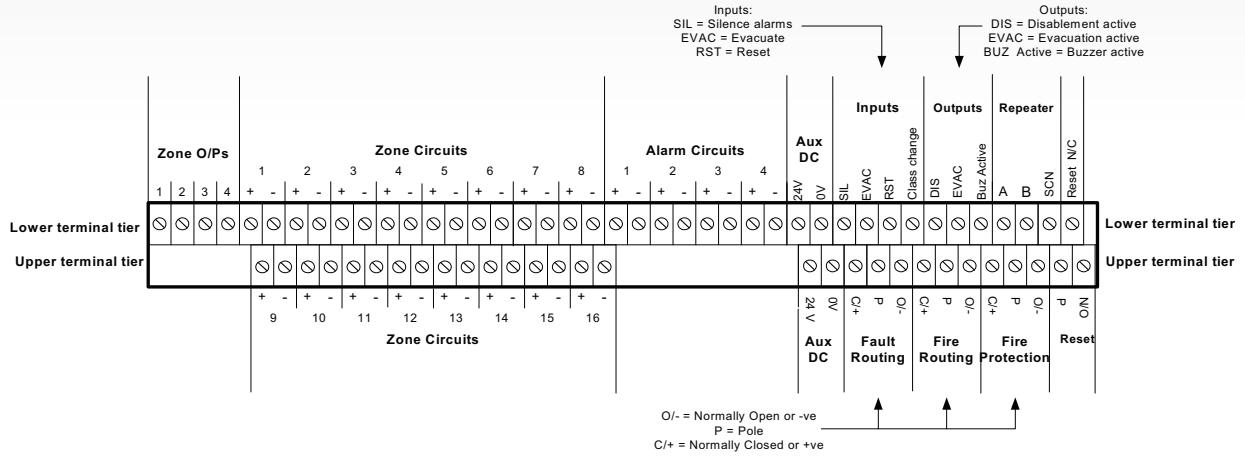 Inputs:
SIL = Silence alarms
EVAC = Evacuate
RST = Reset
Outputs:
DIS = Disablement active
EVAC = Evacuation active
BUZ Active = Buzzer active
Zone O/Ps
Zone Circuits
Alarm Circuits
Aux
DC
Inputs
Outputs
Repeater
1 2 3 4 5 6 7 8 1 2 3 4
1 2 3 4 + - + - + - + - + - + - + - + - + - + - + - + -
24V
0V
SIL
EVAC
RST
Class change
DIS
EVAC
Buz Active
A
B
SCN
Reset N/C
Lower terminal tier
Lower terminal tier
Upper terminal tier
Upper terminal tier
+ - + - + - + - + - + - + - + -
9 10 11 12 13 14 15 16
Zone Circuits
24 V
0V
C/+
P
O/-
C/+
P
O/-
C/+
P
O/-
P
N/O
Aux
DC
Fault
Routing
Fire
Routing
Fire
Protection
Reset
O/- = Normally Open or -ve
P = Pole
C/+ = Normally Closed or +ve